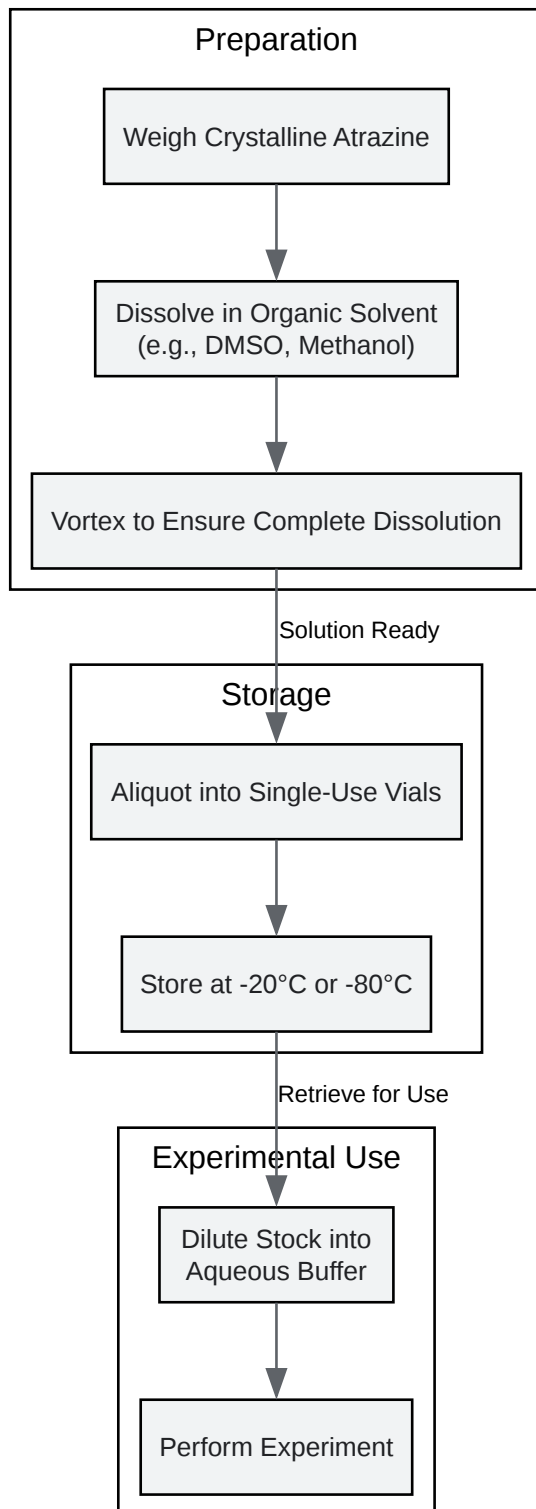 Preparation
Weigh Crystalline Atrazine
Dissolve in Organic Solvent
(e.g., DMSO, Methanol)
Vortex to Ensure Complete Dissolution
Solution Ready
Storage
Aliquot into Single-Use Vials
Store at -20°C or -80°C
Retrieve for Use
Experimental Use
Dilute Stock into
Aqueous Buffer
Perform Experiment